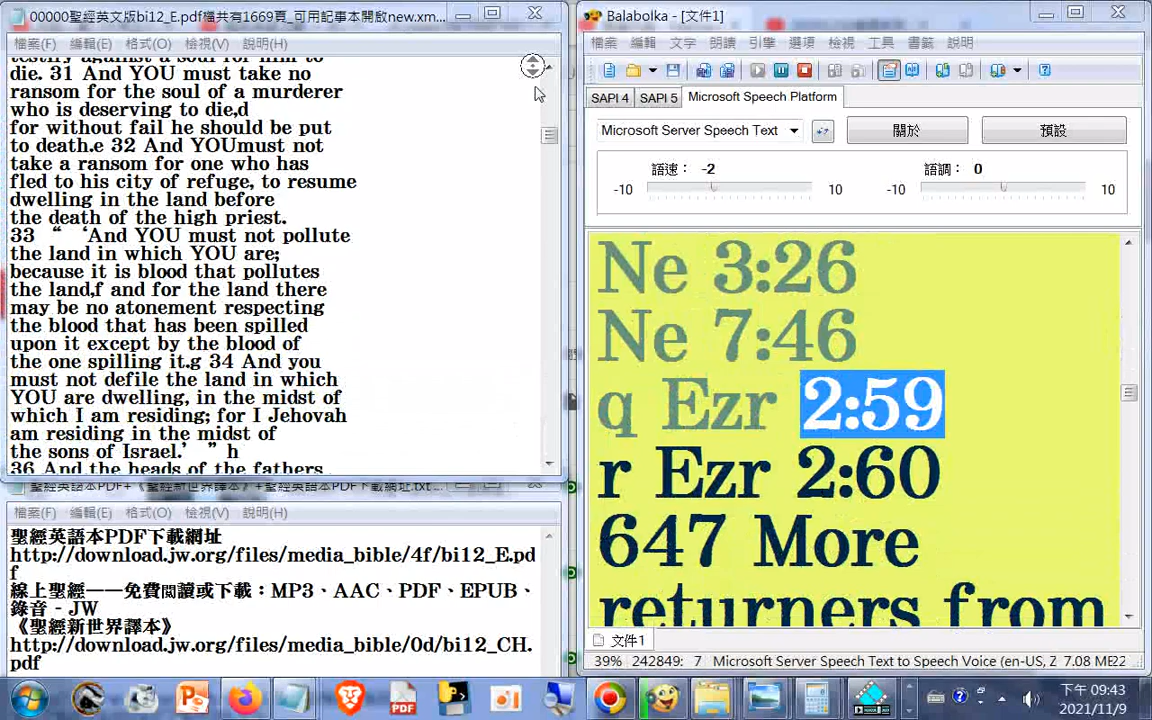 00000聖經英文版bi12_E.pdf檔共有1669頁_可用記事本開啟new.xm...
檔案(F) 編輯(E) 格式(O) 檢視(V) 說明(H)
testify against a soul for him to
die. 31 And YOU must take no
ransom for the soul of a murderer
who is deserving to die,d
for without fail he should be put
to death.e 32 And YOUmust not
take a ransom for one who has
fled to his city of refuge, to resume
dwelling in the land before
the death of the high priest.
33 “ ‘And YOU must not pollute
the land in which YOU are;
because it is blood that pollutes
the land,f and for the land there
may be no atonement respecting
the blood that has been spilled
upon it except by the blood of
the one spilling it.g 34 And you
must not defile the land in which
YOU are dwelling, in the midst of
which I am residing; for I Jehovah
am residing in the midst of
the sons of Israel.’ ” h
36 And the heads of the fathers
聖經英語本PDF+《聖經新世界譯本》+聖經英語本PDF下載網址.txt ...
檔案(F) 編輯(E) 格式(O) 檢視(V) 說明(H)
聖經英語本PDF下載網址
http://download.jw.org/files/media_bible/4f/bi12_E.pd
f
線上聖經——免費閱讀或下載：MP3、AAC、PDF、EPUB、
錄音 - JW
《聖經新世界譯本》
http://download.jw.org/files/media_bible/0d/bi12_CH.
pdf
Balabolka - [文件1]
檔案 編輯 文字 朗讀 引擎 選項 檢視 工具 書籤 說明
SAPI 4 SAPI 5 Microsoft Speech Platform
Microsoft Server Speech Text 關於 預設
語速： -2 語調： 0
-10 10 -10 10
Ne 3:26
Ne 7:46
q Ezr 2:59
r Ezr 2:60
647 More
returners from
文件1
39% 242849: 7 Microsoft Server Speech Text to Speech Voice (en-US, Z 7.08 ME22
PDF
下午 09:43
2021/11/9